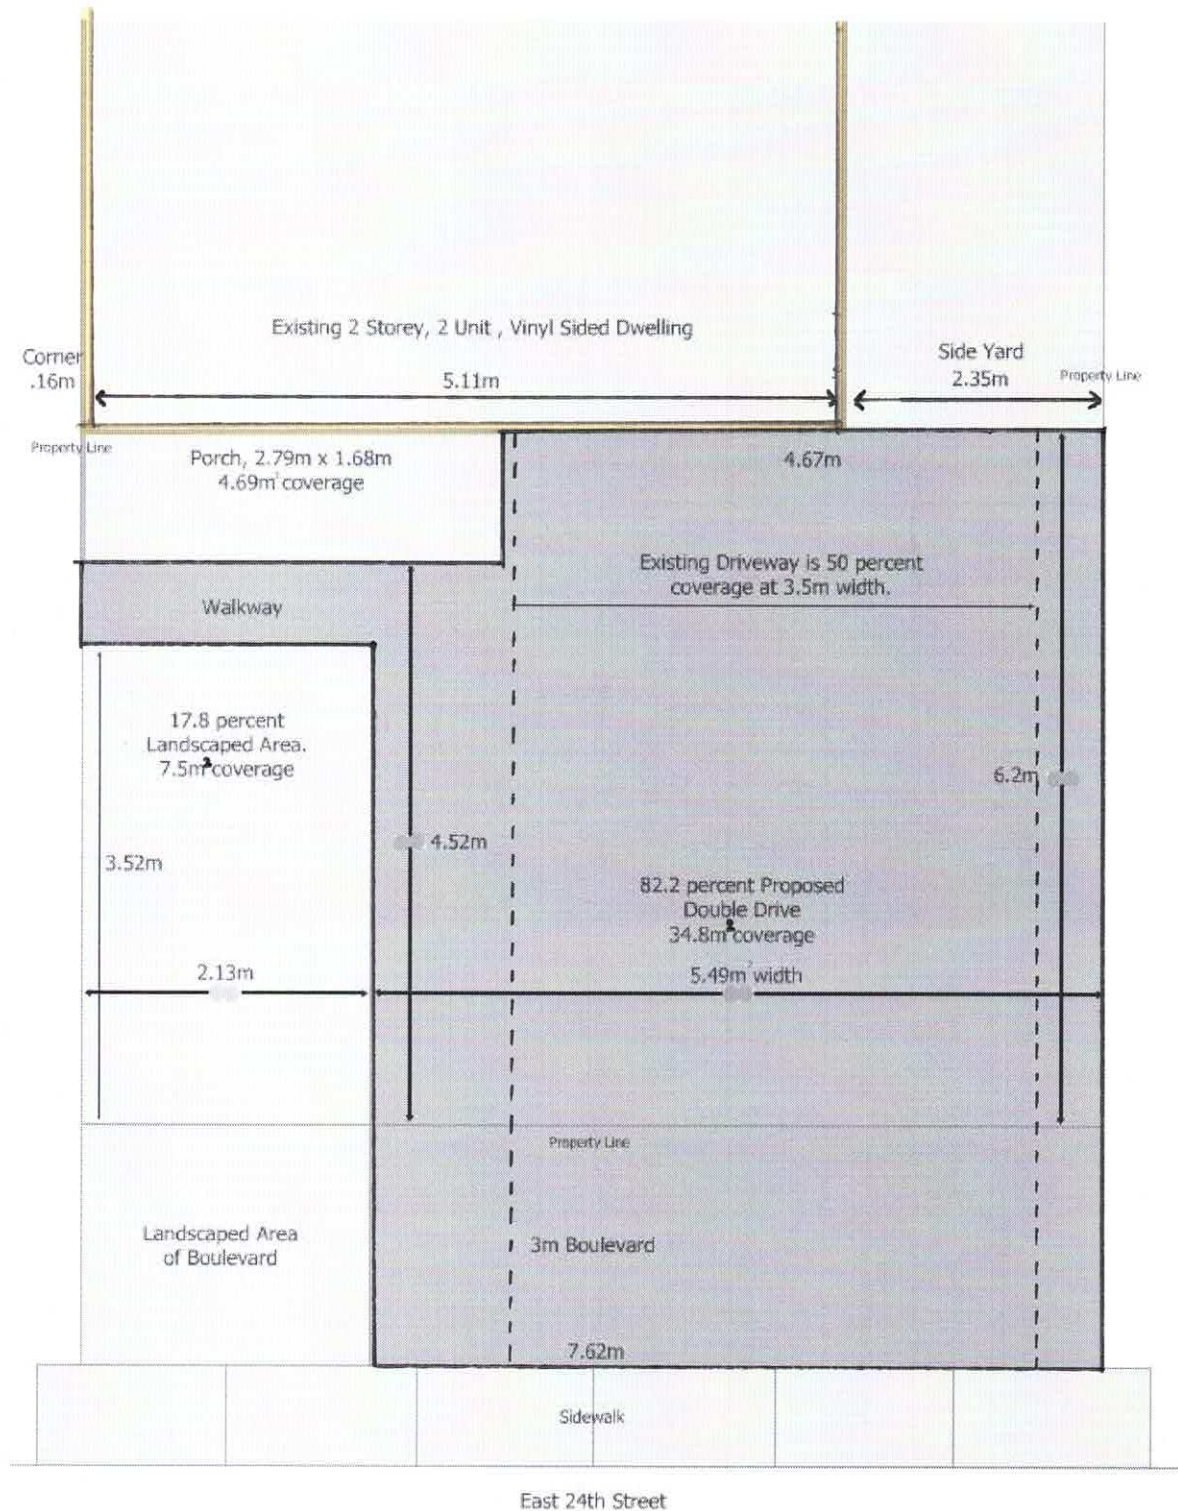 Existing 2 Storey, 2 Unit , Vinyl Sided Dwelling
Corner
.16m
5.11m
Side Yard
2.35m
Property Line
Property Line
Porch, 2.79m x 1.68m
4.69m² coverage
4.67m
Existing Driveway is 50 percent
coverage at 3.5m width.
Walkway
17.8 percent
Landscaped Area.
7.5m² coverage
6.2m
4.52m
3.52m
82.2 percent Proposed
Double Drive
34.8m² coverage
2.13m
5.49m² width
Property Line
Landscaped Area
of Boulevard
3m Boulevard
7.62m
Sidewalk
East 24th Street